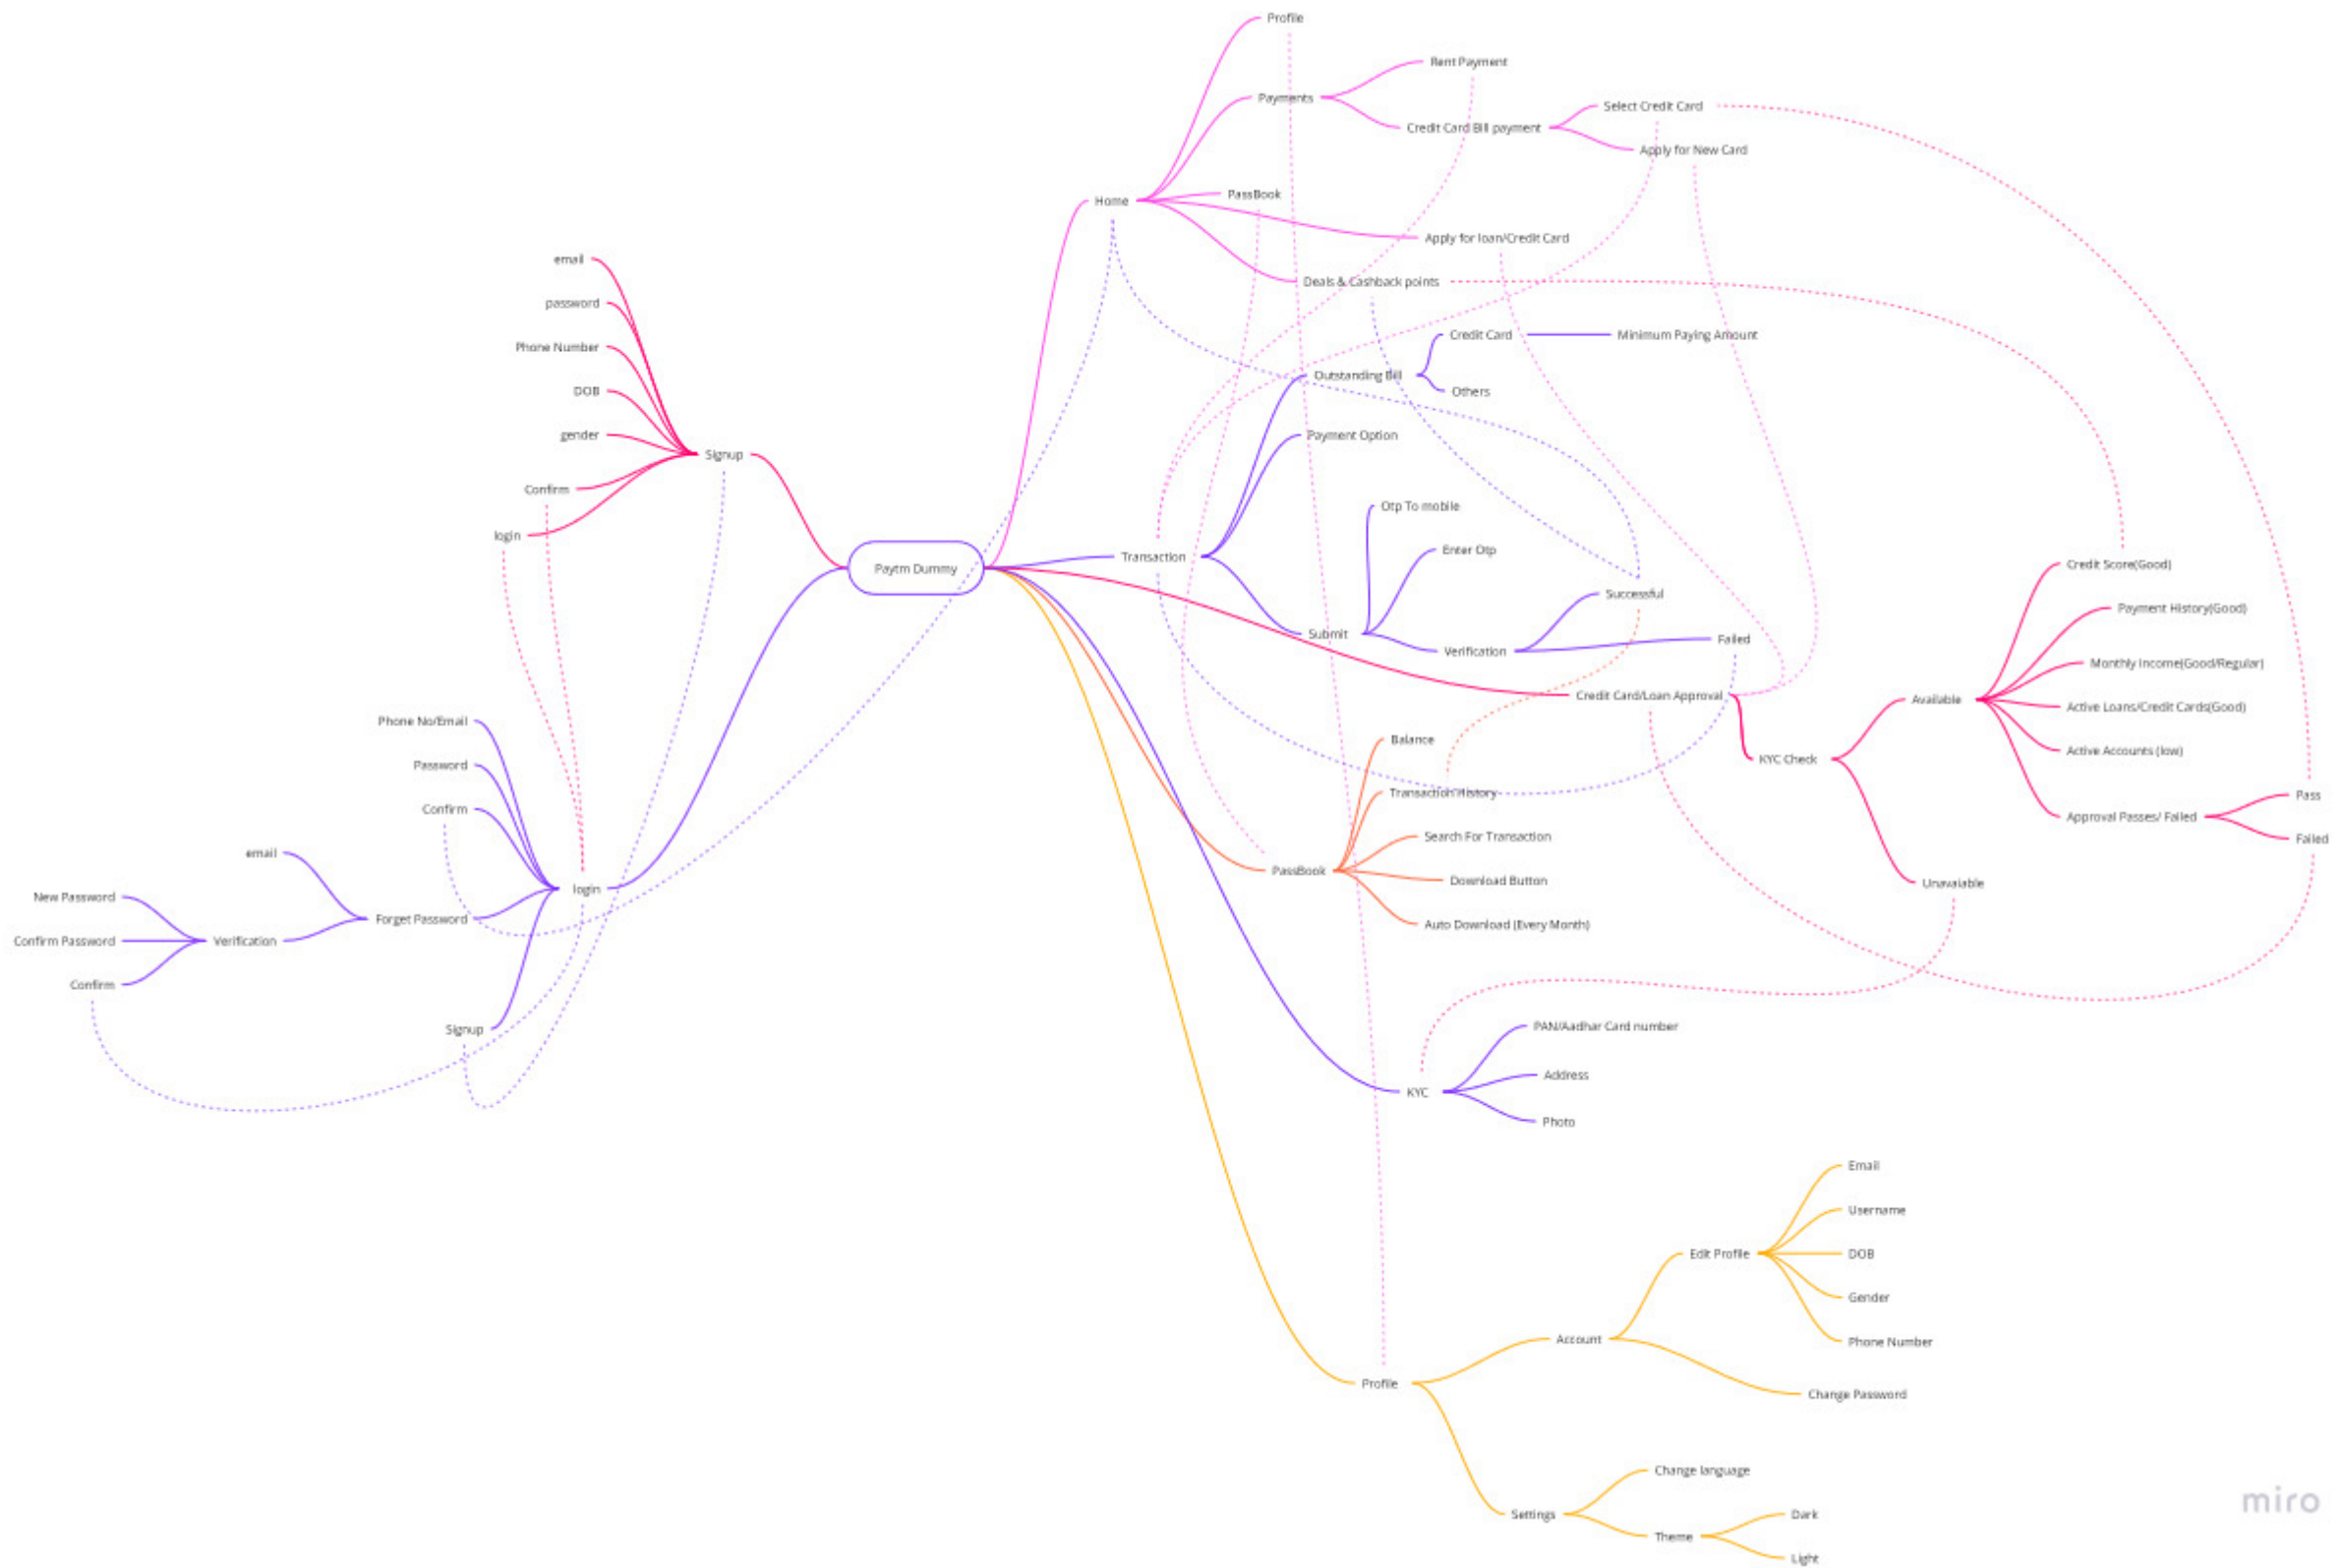 Profile
Rent Payment
Payments
Select Credit Card
Credit Card Bill payment
Apply for New Card
PassBook
Home
Apply for loan/Credit Card
Deals & Cashback points
email
password
Phone Number
DOB
gender
Signup
Confirm
login
Credit Card
Minimum Paying Amount
Outstanding Bill
Others
Payment Option
Otp To mobile
Enter Otp
Transaction
Paytm Dummy
Successful
Submit
Failed
Verification
Credit Card/Loan Approval
Credit Score(Good)
Payment History(Good)
Monthly Income(Good/Regular)
Available
Active Loans/Credit Cards(Good)
Active Accounts (low)
KYC Check
Pass
Approval Passes/ Failed
Failed
Unavaiable
Phone No/Email
Password
Confirm
login
email
Forget Password
New Password
Confirm Password
Verification
Confirm
Signup
Balance
Transaction History
Search For Transaction
PassBook
Download Button
Auto Download (Every Month)
PAN/Aadhar Card number
Address
KYC
Photo
Email
Username
Edit Profile
DOB
Gender
Account
Phone Number
Profile
Change Password
Change language
Settings
Dark
Theme
Light
miro